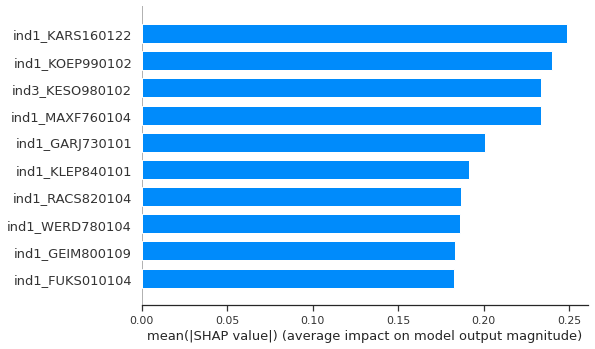 ind1_KARS160122
ind1_KOEP990102
ind3_KESO980102
ind1_MAXF760104
ind1_GARJ730101
ind1_KLEP840101
ind1_RACS820104
ind1_WERD780104
ind1_GEIM800109
ind1_FUKS010104
0.00 0.05 0.10 0.15 0.20 0.25
mean(|SHAP value|) (average impact on model output magnitude)